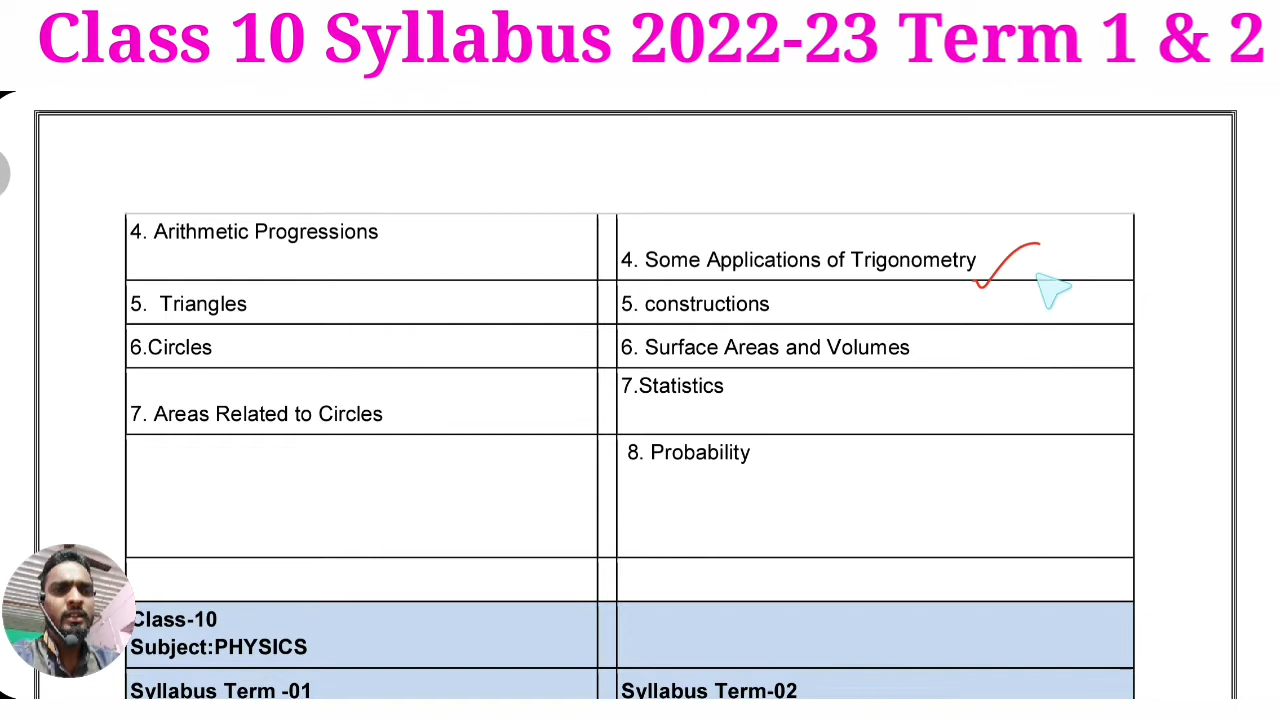 Class 10 Syllabus 2022-23 Term 1 & 2
4. Arithmetic Progressions
4. Some Applications of Trigonometry
5. Triangles
5. constructions
6.Circles
6. Surface Areas and Volumes
7. Areas Related to Circles
7.Statistics
8. Probability
Class-10
Subject:PHYSICS
Syllabus Term -01
Syllabus Term-02